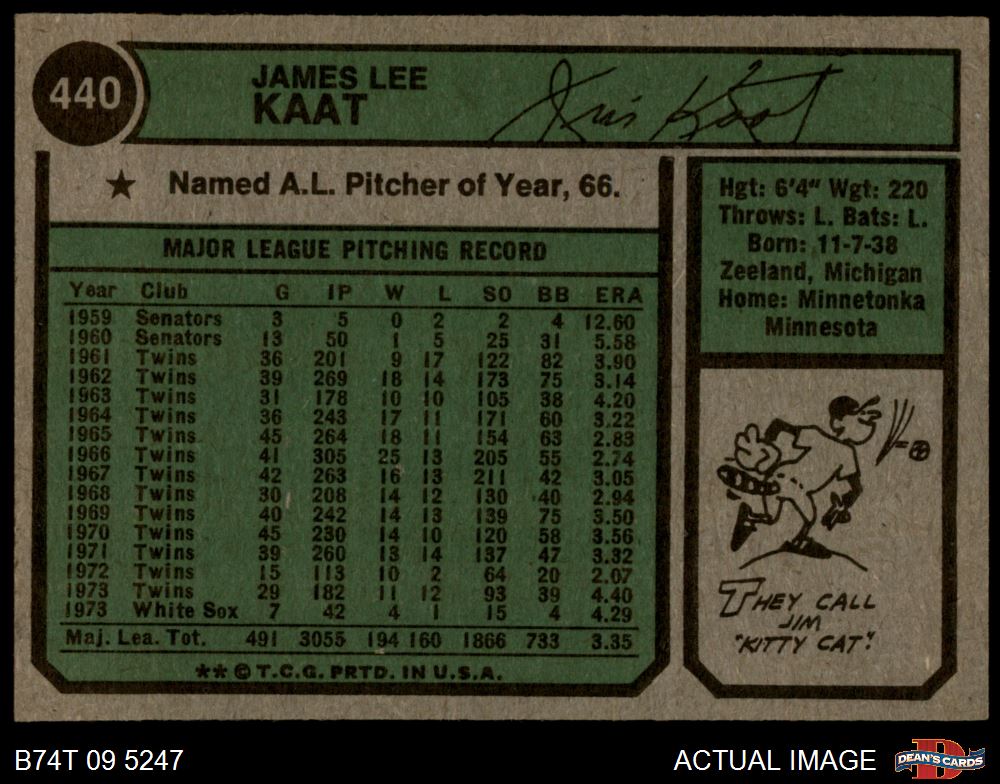 440
JAMES LEE
KAAT
Jim Kaat
★ Named A.L. Pitcher of Year, 66.
MAJOR LEAGUE PITCHING RECORD
Year Club G IP W L SO BB ERA
1959 Senators 3 5 0 2 2 4 12.60
1960 Senators 13 50 1 5 25 31 5.58
1961 Twins 36 201 9 17 122 82 3.90
1962 Twins 39 269 18 14 173 75 3.14
1963 Twins 31 178 10 10 105 38 4.20
1964 Twins 36 243 17 11 171 60 3.22
1965 Twins 45 264 18 11 154 63 2.83
1966 Twins 41 305 25 13 205 55 2.74
1967 Twins 42 263 16 13 211 42 3.05
1968 Twins 30 208 14 12 130 40 2.94
1969 Twins 40 242 14 13 139 75 3.50
1970 Twins 45 230 14 10 120 58 3.56
1971 Twins 39 260 13 14 137 47 3.32
1972 Twins 15 113 10 2 64 20 2.07
1973 Twins 29 182 11 12 93 39 4.40
1973 White Sox 7 42 4 1 15 4 4.29
Maj. Lea. Tot. 491 3055 194 160 1866 733 3.35
** © T.C.G. PRTD. IN U.S.A.
Hgt: 6'4" Wgt: 220
Throws: L. Bats: L.
Born: 11-7-38
Zeeland, Michigan
Home: Minnetonka
Minnesota
THEY CALL
JIM
"KITTY CAT".
B74T 09 5247
ACTUAL IMAGE
DEAN'S CARDS